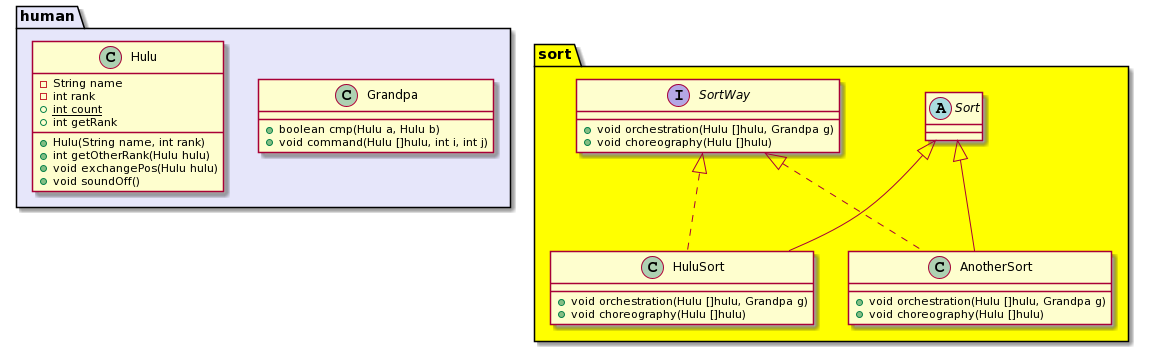 human
C Hulu
String name
int rank
int count
int getRank
Hulu(String name, int rank)
int getOtherRank(Hulu hulu)
void exchangePos(Hulu hulu)
void soundOff()
C Grandpa
boolean cmp(Hulu a, Hulu b)
void command(Hulu []hulu, int i, int j)
sort
I SortWay
void orchestration(Hulu []hulu, Grandpa g)
void choreography(Hulu []hulu)
A Sort
C HuluSort
void orchestration(Hulu []hulu, Grandpa g)
void choreography(Hulu []hulu)
C AnotherSort
void orchestration(Hulu []hulu, Grandpa g)
void choreography(Hulu []hulu)